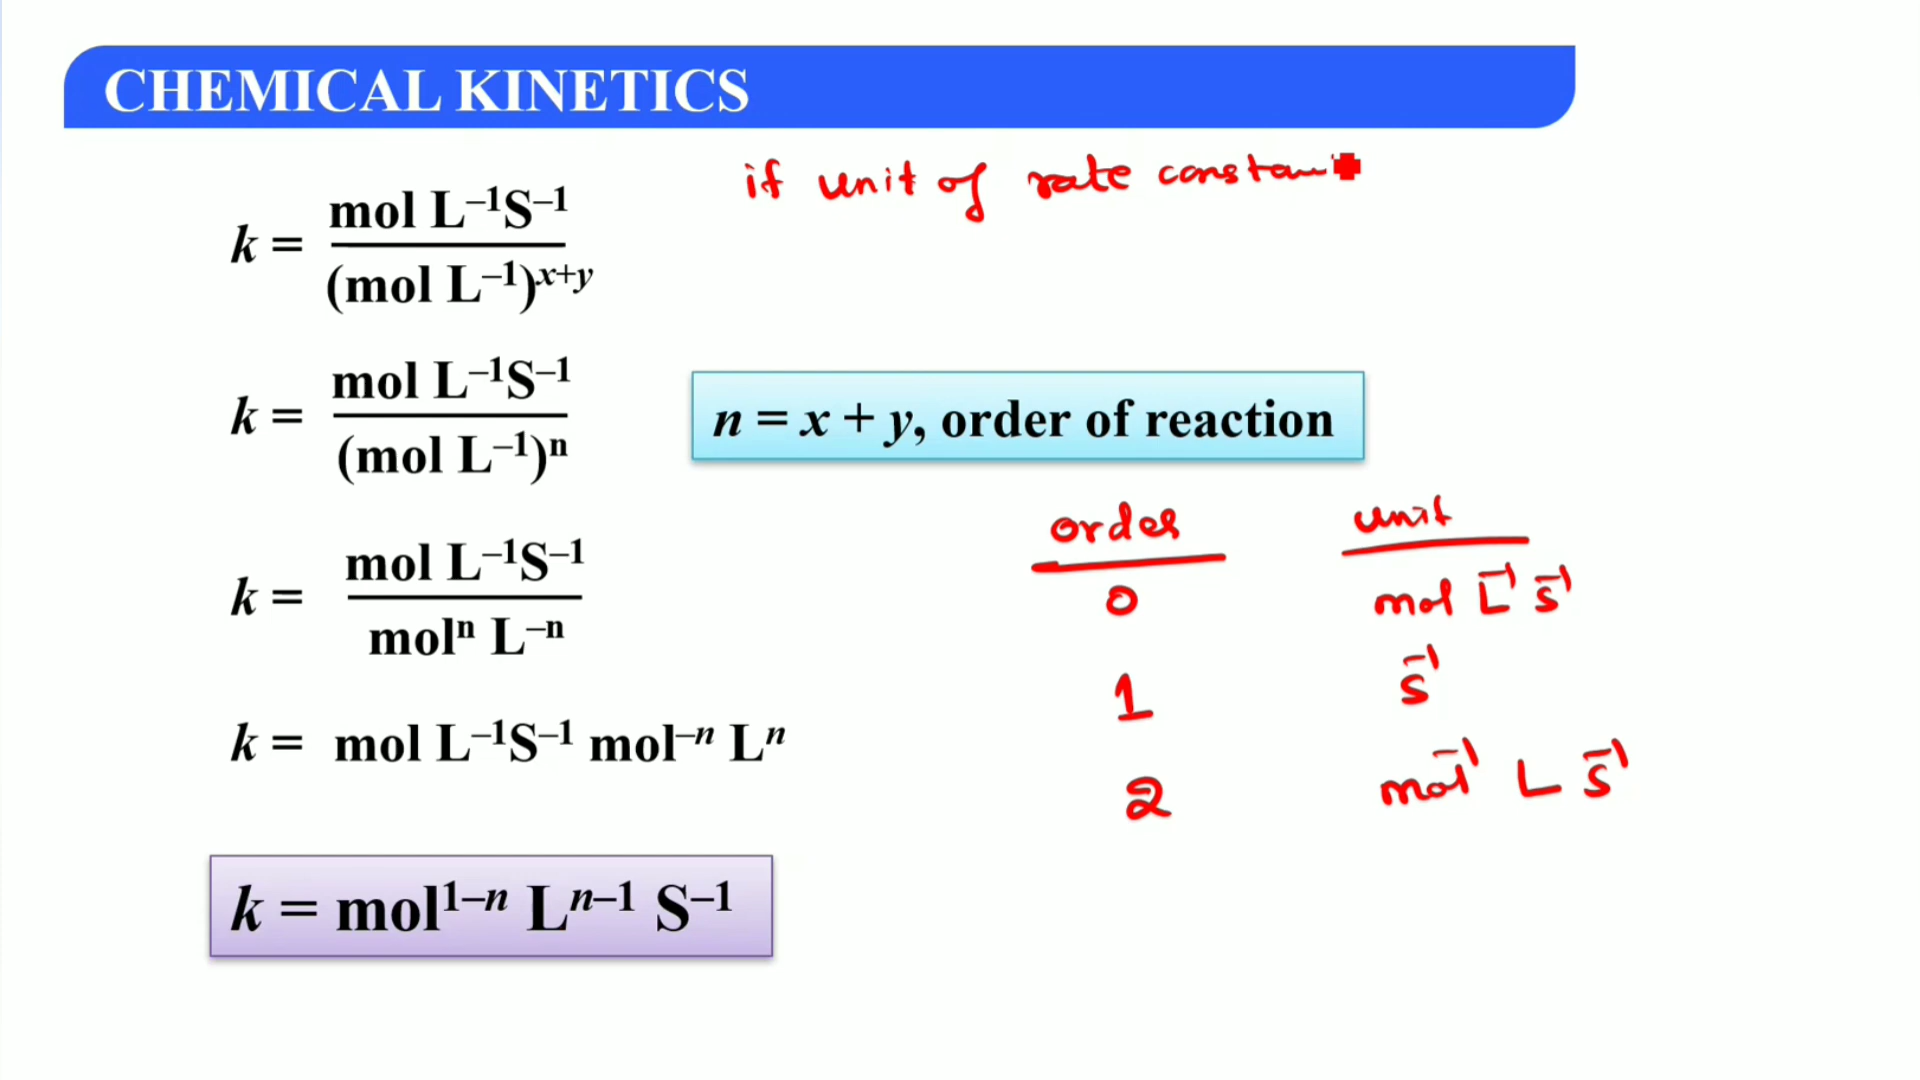 CHEMICAL KINETICS
if unit of rate constan
k = mol L–1S–1 / (mol L–1)x+y
k = mol L–1S–1 / (mol L–1)n
n = x + y, order of reaction
k = mol L–1S–1 / moln L–n
k = mol L–1S–1 mol–n Ln
k = mol1–n Ln–1 S–1
order unit
0 mol L-1 s-1
1 s-1
2 mol-1 L s-1